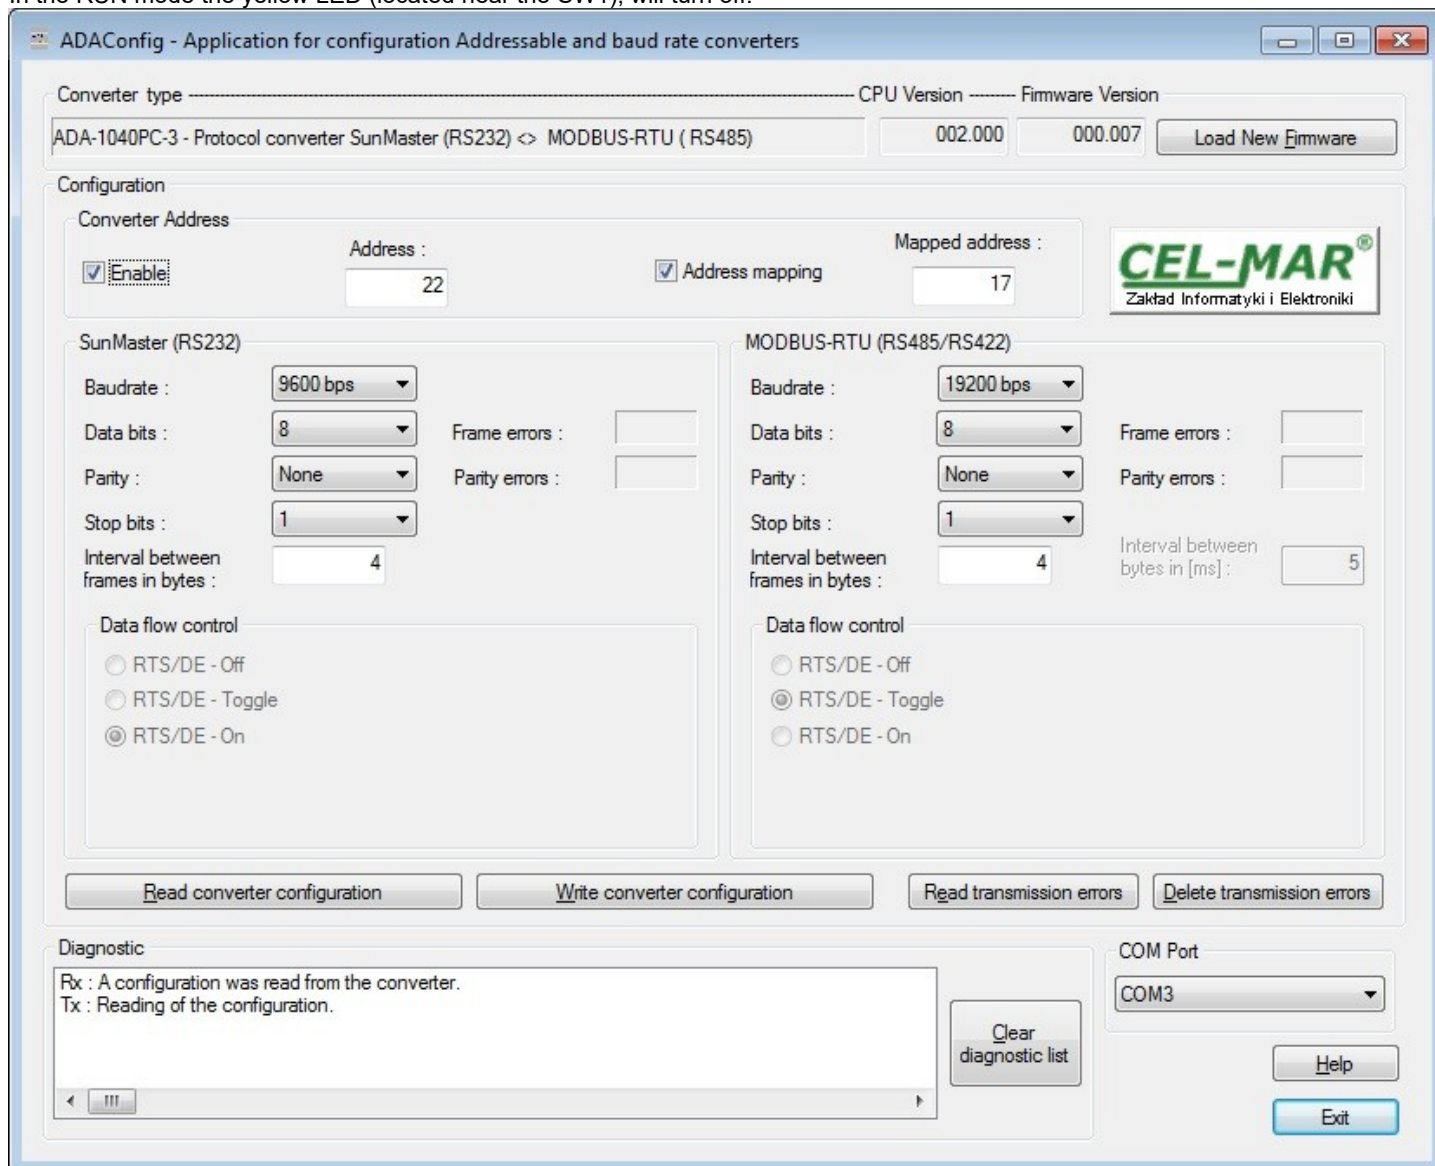 In the RUN mode the yellow LED (located near the SW1), will turn off.
ADAConfig - Application for configuration Addressable and baud rate converters
Converter type CPU Version Firmware Version
ADA-1040PC-3 - Protocol converter SunMaster (RS232) <> MODBUS-RTU ( RS485) 002.000 000.007 Load New Firmware
Configuration
Converter Address
Enable Address : 22 Address mapping Mapped address : 17
CEL-MAR®
Zakład Informatyki i Elektroniki
SunMaster (RS232)
Baudrate : 9600 bps
Data bits : 8 Frame errors :
Parity : None Parity errors :
Stop bits : 1
Interval between
frames in bytes : 4
Data flow control
RTS/DE - Off
RTS/DE - Toggle
RTS/DE - On
MODBUS-RTU (RS485/RS422)
Baudrate : 19200 bps
Data bits : 8 Frame errors :
Parity : None Parity errors :
Stop bits : 1
Interval between
frames in bytes : 4
Interval between
bytes in [ms] : 5
Data flow control
RTS/DE - Off
RTS/DE - Toggle
RTS/DE - On
Read converter configuration Write converter configuration Read transmission errors Delete transmission errors
Diagnostic
Rx : A configuration was read from the converter.
Tx : Reading of the configuration.
Clear
diagnostic list
COM Port
COM3
Help
Exit